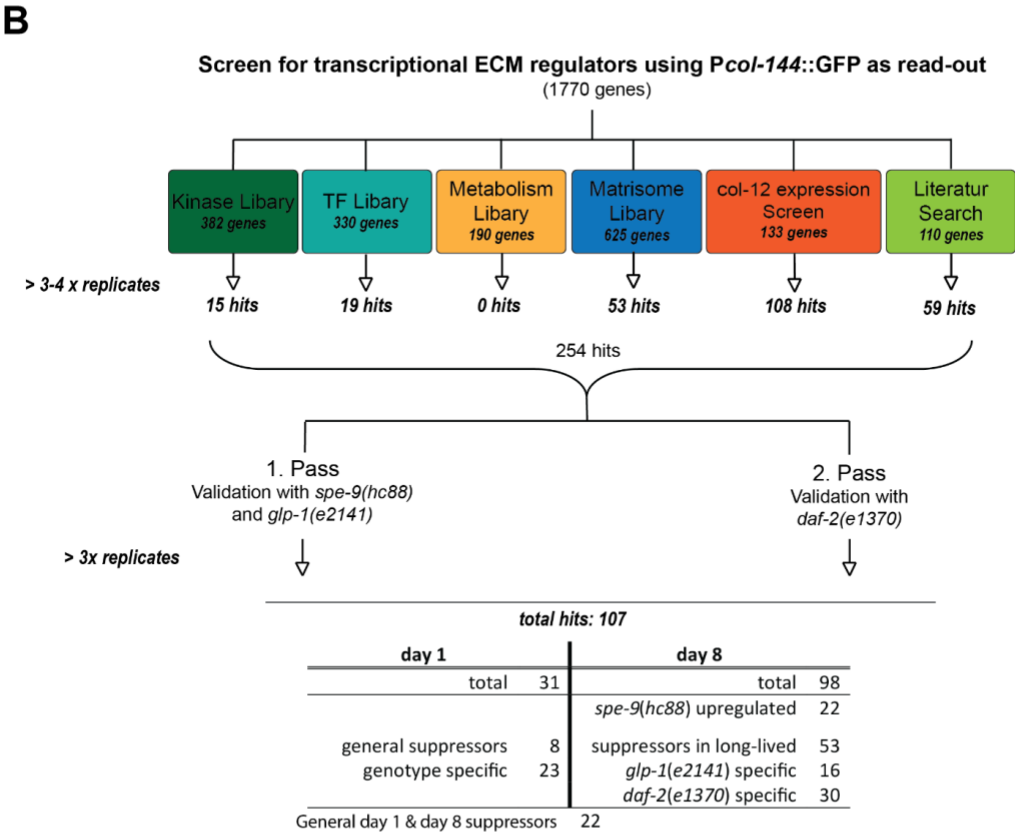 B
Screen for transcriptional ECM regulators using Pcol-144::GFP as read-out
(1770 genes)
Kinase Libary
382 genes
TF Libary
330 genes
Metabolism
Libary
190 genes
Matrisome
Libary
625 genes
col-12 expression
Screen
133 genes
Literatur
Search
110 genes
> 3-4 x replicates
15 hits
19 hits
0 hits
53 hits
108 hits
59 hits
254 hits
1. Pass
Validation with spe-9(hc88)
and glp-1(e2141)
2. Pass
Validation with
daf-2(e1370)
> 3x replicates
total hits: 107
day 1 day 8
total 31 total 98
spe-9(hc88) upregulated 22
general suppressors 8 suppressors in long-lived 53
genotype specific 23 glp-1(e2141) specific 16
daf-2(e1370) specific 30
General day 1 & day 8 suppressors 22